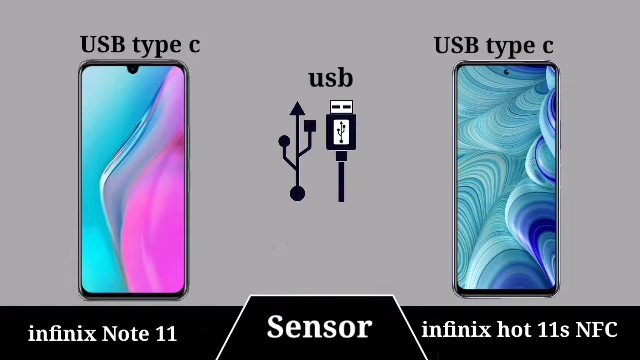 USB type c
USB type c
usb
infinix Note 11
Sensor
infinix hot 11s NFC